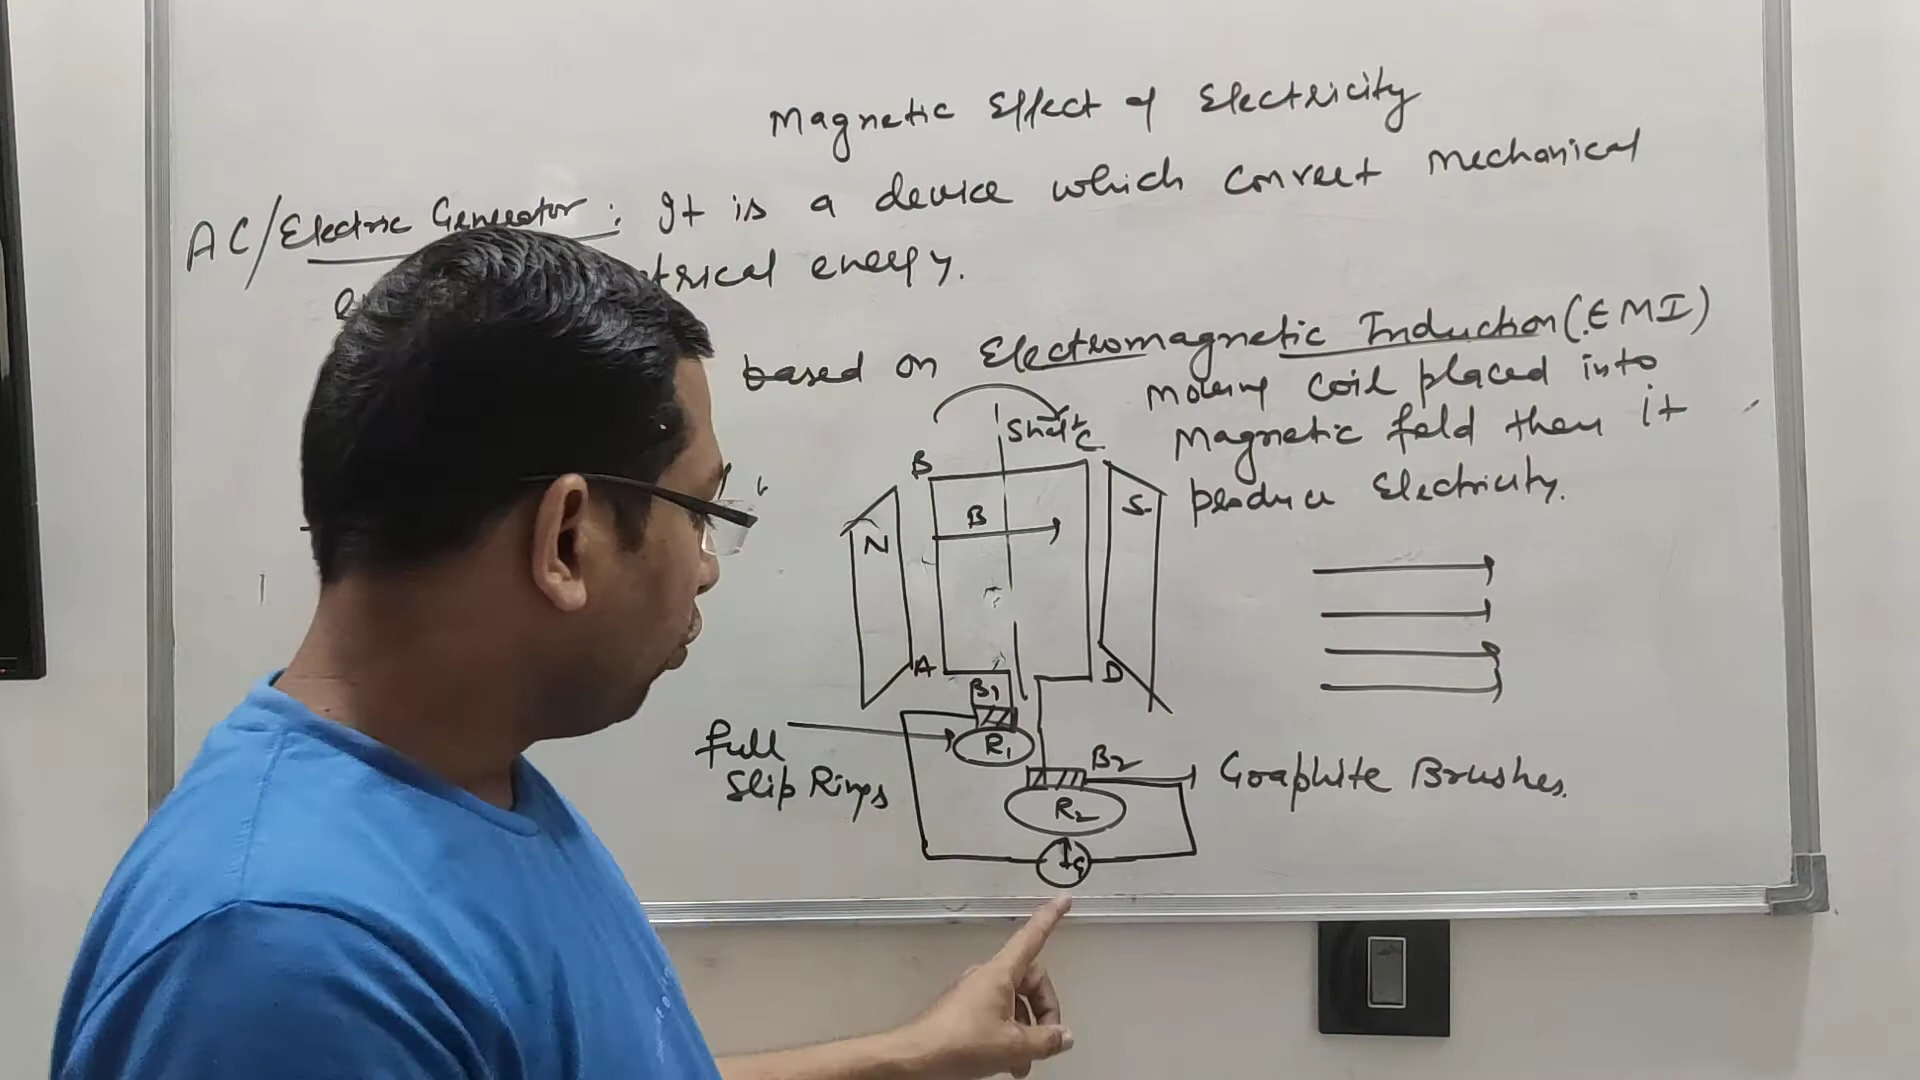 Magnetic Effect of Electricity
AC/Electric Generator : It is a device which convert mechanical
trical energy.
based on Electromagnetic Induction (EMI)
moving coil placed into
Magnetic feld then it
produce Electricity.
Shaft
B
C
B
N
S
A
D
B1
R1
full
Slip Rings
B2
Graphite Brushes.
R2
G